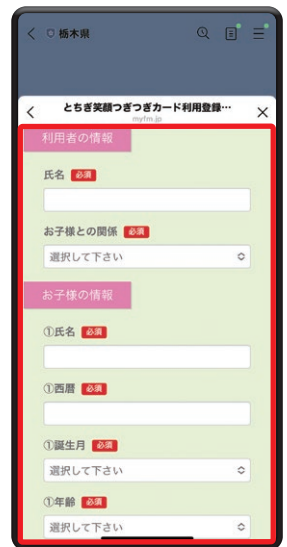 栃木県
とちぎ笑顔つぎつぎカード利用登録…
myfm.jp
利用者の情報
氏名 必須
お子様との関係 必須
選択して下さい
お子様の情報
①氏名 必須
①西暦 必須
①誕生月 必須
選択して下さい
①年齢 必須
選択して下さい